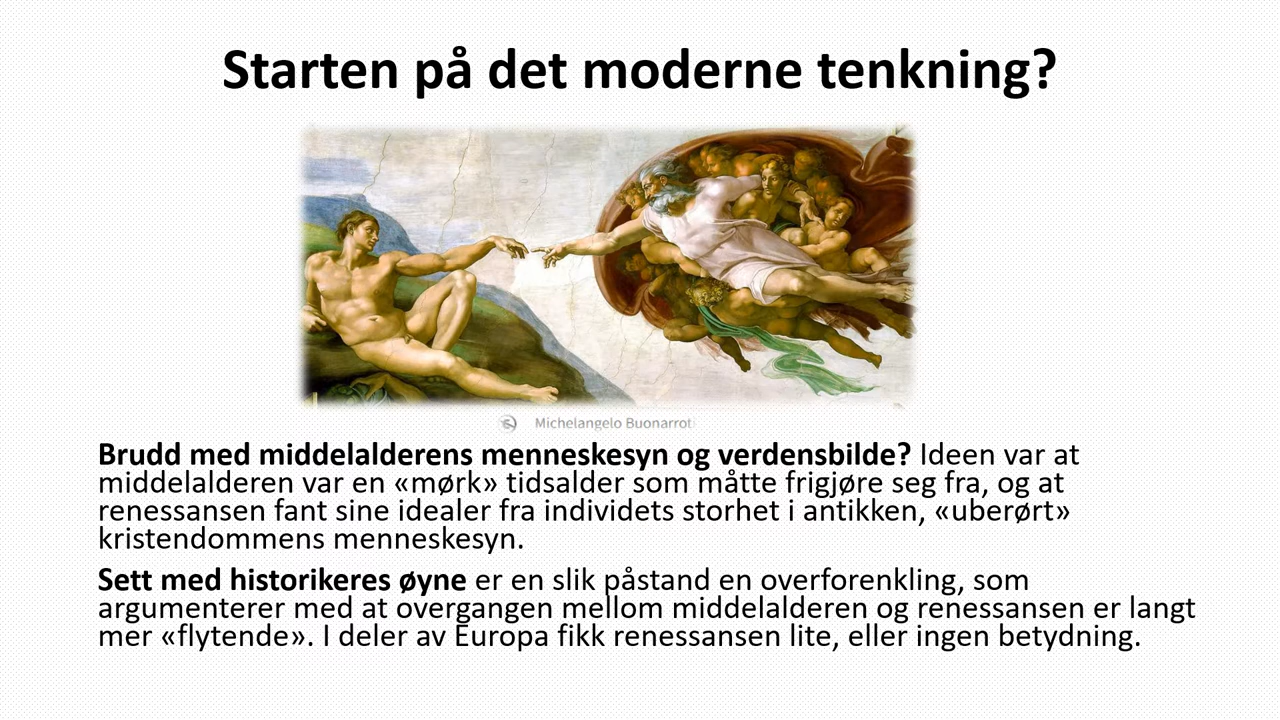 Starten på det moderne tenkning?
Michelangelo Buonarrot
Brudd med middelalderens menneskesyn og verdensbilde? Ideen var at
middelalderen var en «mørk» tidsalder som måtte frigjøre seg fra, og at
renessansen fant sine idealer fra individets storhet i antikken, «uberørt»
kristendommens menneskesyn.
Sett med historikeres øyne er en slik påstand en overforenkling, som
argumenterer med at overgangen mellom middelalderen og renessansen er langt
mer «flytende». I deler av Europa fikk renessansen lite, eller ingen betydning.